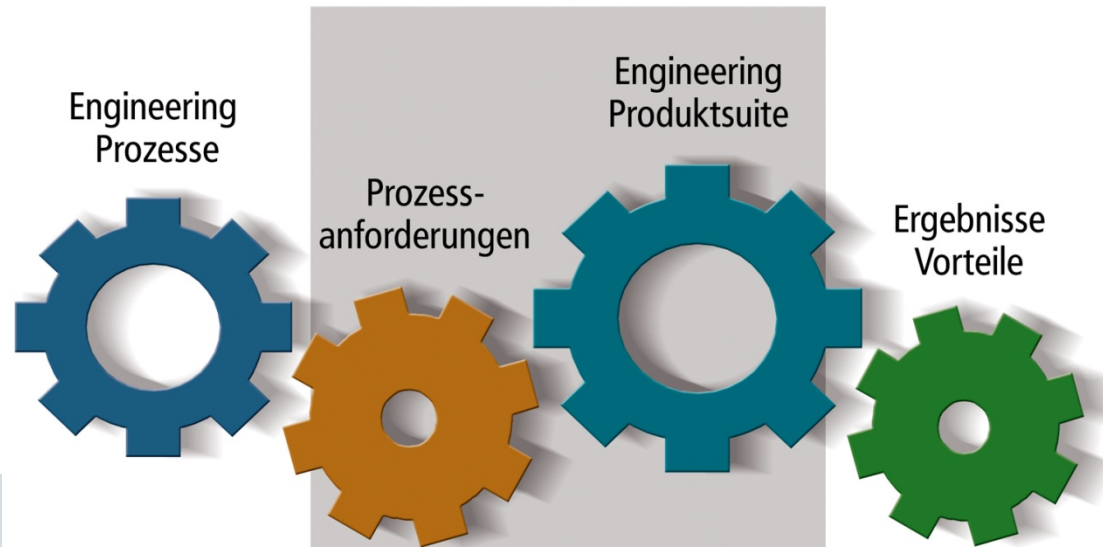 Engineering
Prozesse
Prozess-
anforderungen
Engineering
Produktsuite
Ergebnisse
Vorteile